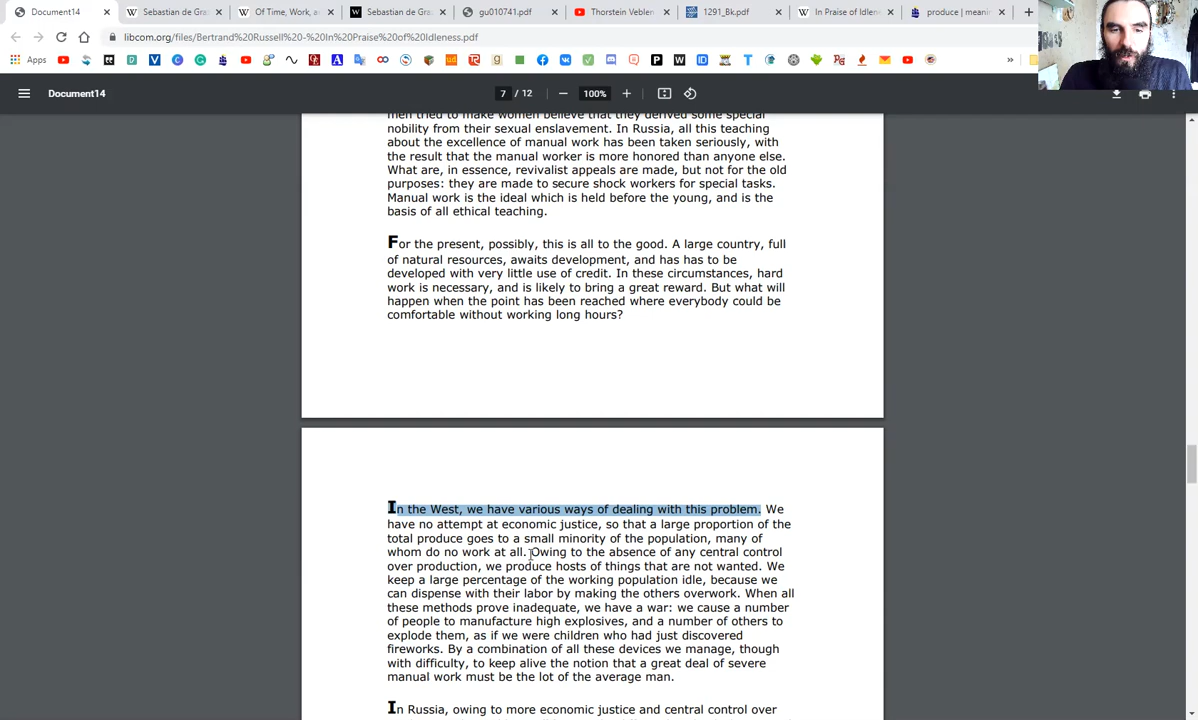 Document14
Sebastian de Gra
Of Time, Work, a
Sebastian de Gra
gu010741.pdf
Thorstein Veblen
1291_Bk.pdf
In Praise of Idlene
produce | meanin
libcom.org/files/Bertrand%20Russell%20-%20In%20Praise%20of%20Idleness.pdf
Apps
Document14
7 / 12
100%
men tried to make women believe that they derived some special
nobility from their sexual enslavement. In Russia, all this teaching
about the excellence of manual work has been taken seriously, with
the result that the manual worker is more honored than anyone else.
What are, in essence, revivalist appeals are made, but not for the old
purposes: they are made to secure shock workers for special tasks.
Manual work is the ideal which is held before the young, and is the
basis of all ethical teaching.
For the present, possibly, this is all to the good. A large country, full
of natural resources, awaits development, and has has to be
developed with very little use of credit. In these circumstances, hard
work is necessary, and is likely to bring a great reward. But what will
happen when the point has been reached where everybody could be
comfortable without working long hours?
In the West, we have various ways of dealing with this problem. We
have no attempt at economic justice, so that a large proportion of the
total produce goes to a small minority of the population, many of
whom do no work at all. Owing to the absence of any central control
over production, we produce hosts of things that are not wanted. We
keep a large percentage of the working population idle, because we
can dispense with their labor by making the others overwork. When all
these methods prove inadequate, we have a war: we cause a number
of people to manufacture high explosives, and a number of others to
explode them, as if we were children who had just discovered
fireworks. By a combination of all these devices we manage, though
with difficulty, to keep alive the notion that a great deal of severe
manual work must be the lot of the average man.
In Russia, owing to more economic justice and central control over